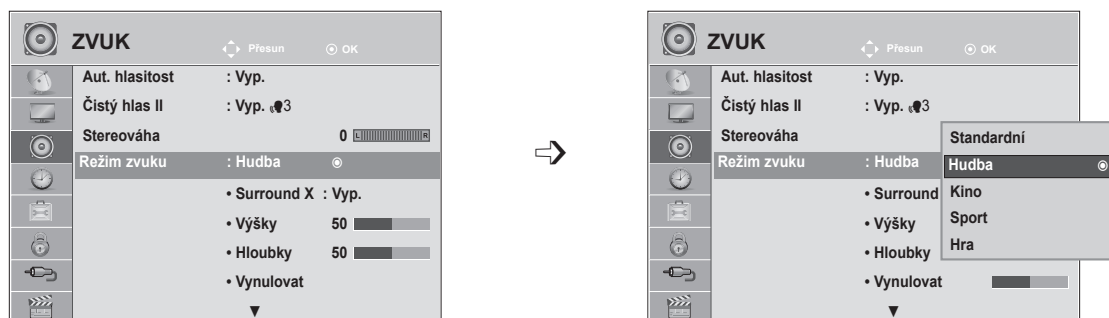 ZVUK Přesun OK
Aut. hlasitost : Vyp.
Čistý hlas II : Vyp. 3
Stereováha 0 L R
Režim zvuku : Hudba
• Surround X : Vyp.
• Výšky 50
• Hloubky 50
• Vynulovat
ZVUK Přesun OK
Aut. hlasitost : Vyp.
Čistý hlas II : Vyp. 3
Stereováha
Režim zvuku : Hudba
• Surround
• Výšky
• Hloubky
• Vynulovat
Standardní
Hudba
Kino
Sport
Hra